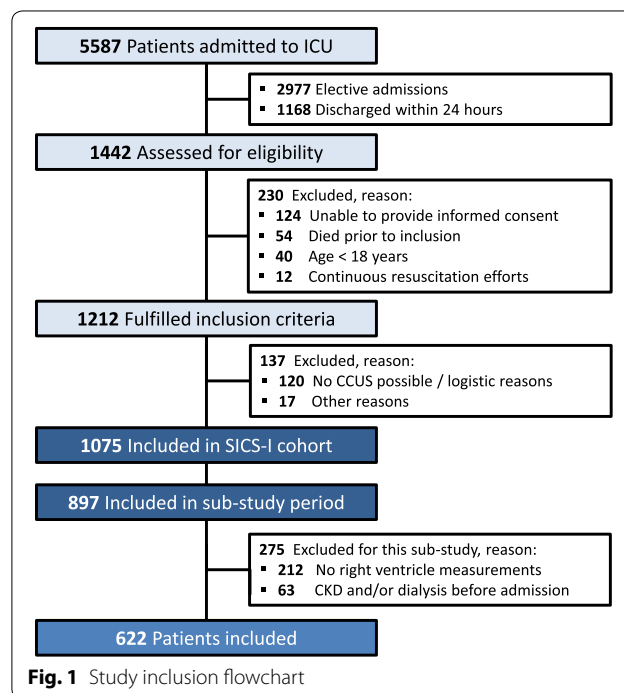 5587 Patients admitted to ICU
▪ 2977 Elective admissions
▪ 1168 Discharged within 24 hours
1442 Assessed for eligibility
230 Excluded, reason:
▪ 124 Unable to provide informed consent
▪ 54 Died prior to inclusion
▪ 40 Age < 18 years
▪ 12 Continuous resuscitation efforts
1212 Fulfilled inclusion criteria
137 Excluded, reason:
▪ 120 No CCUS possible / logistic reasons
▪ 17 Other reasons
1075 Included in SICS-I cohort
897 Included in sub-study period
275 Excluded for this sub-study, reason:
▪ 212 No right ventricle measurements
▪ 63 CKD and/or dialysis before admission
622 Patients included
Fig. 1 Study inclusion flowchart